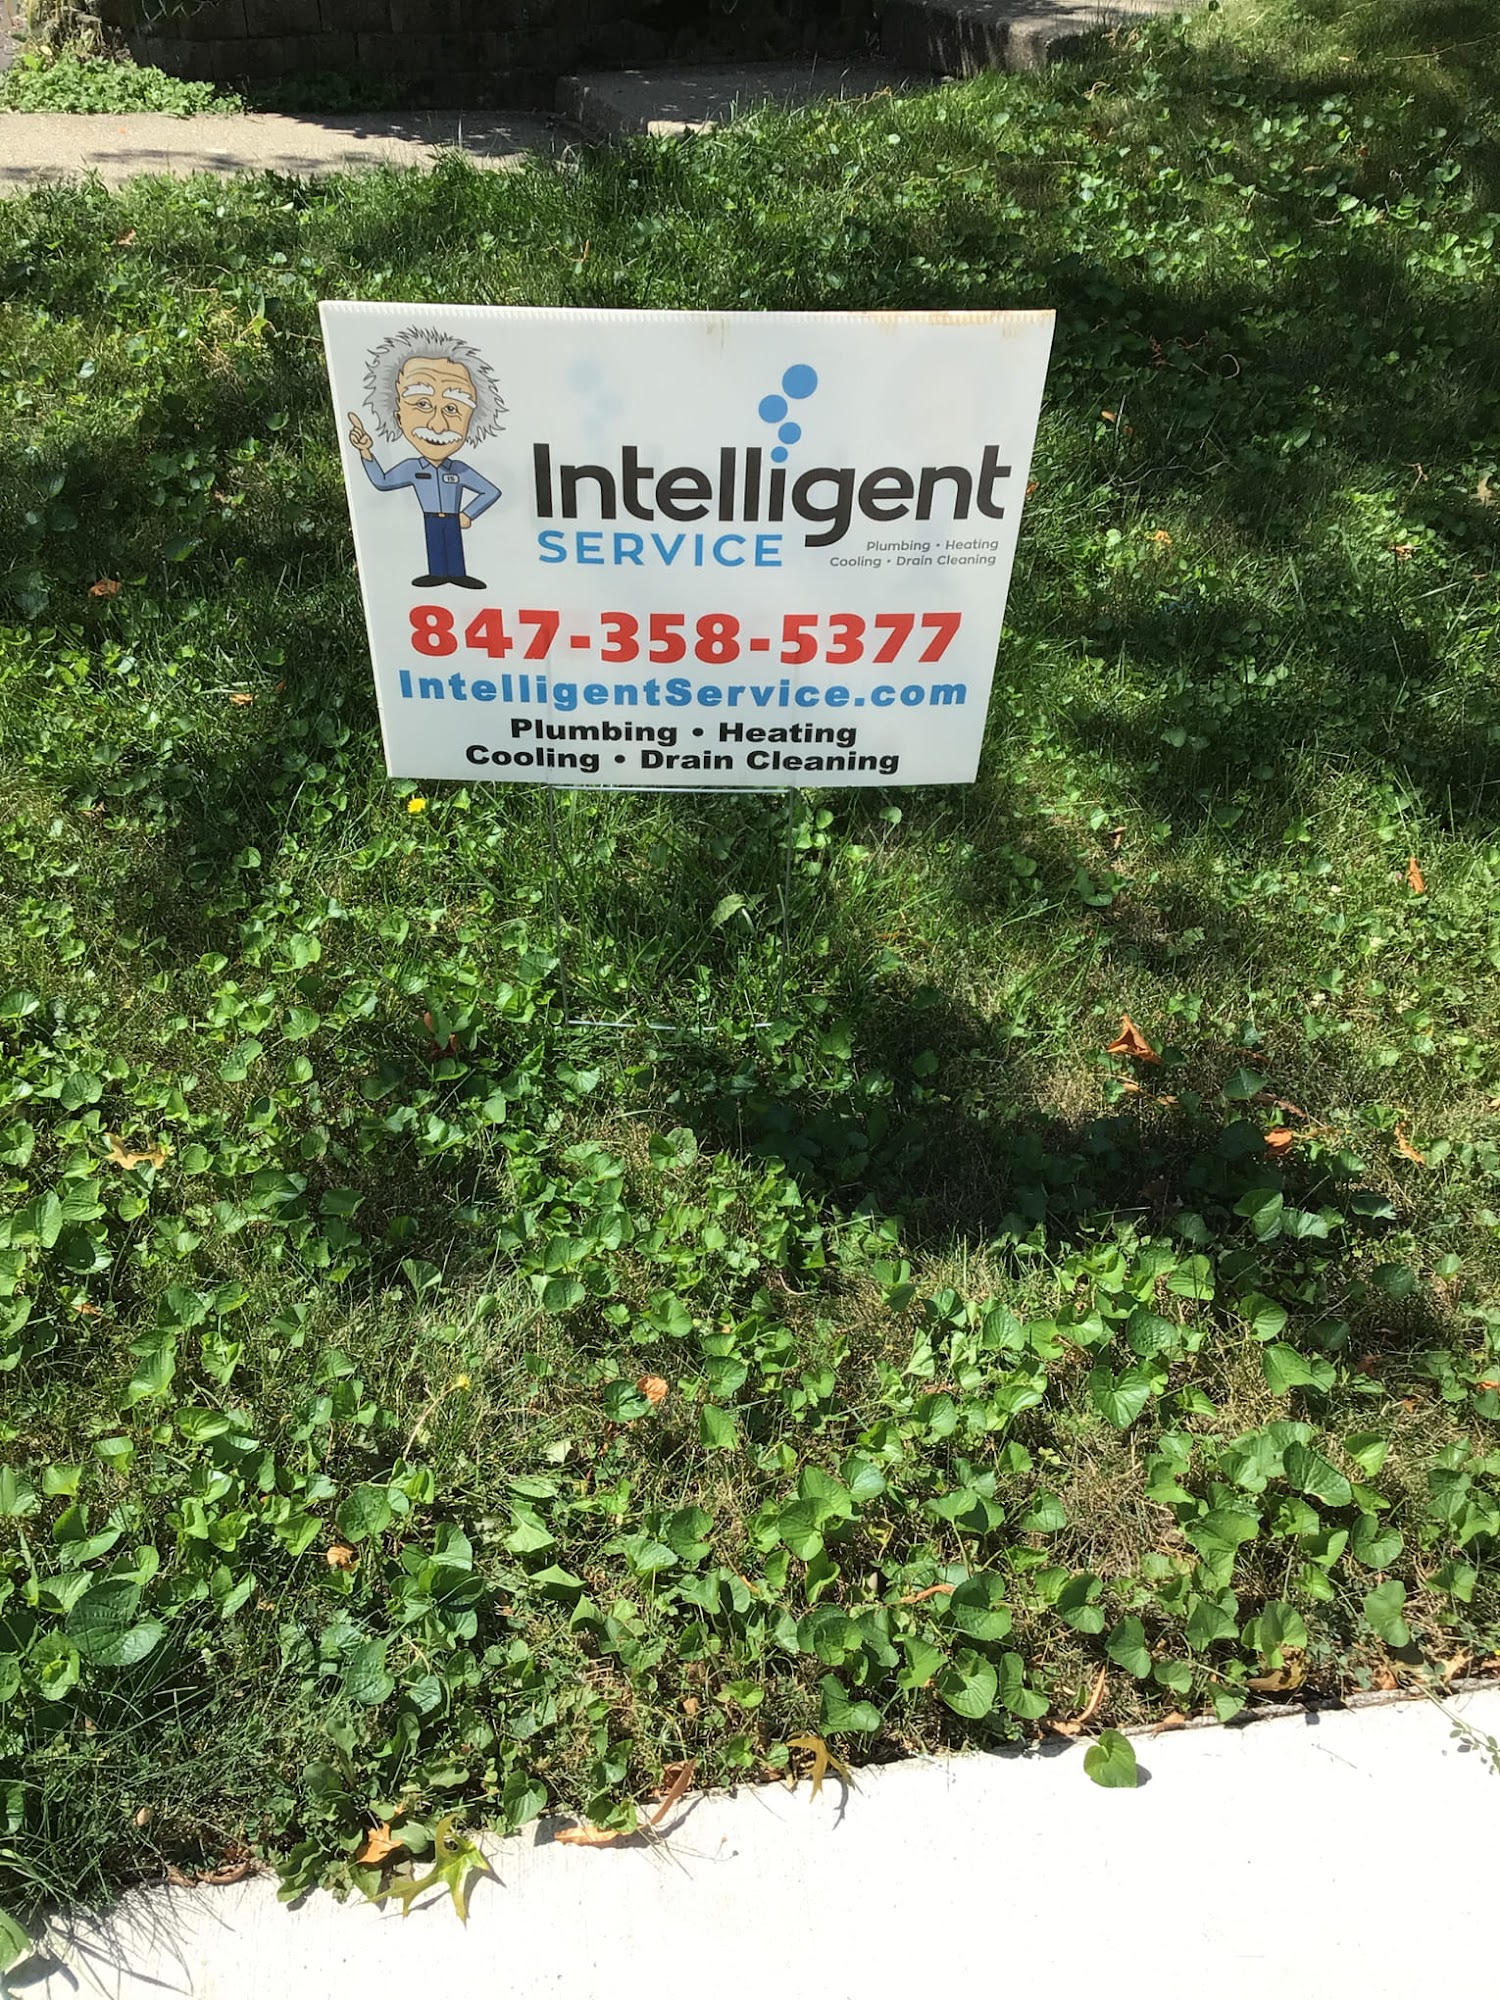 Intelligent
SERVICE
Plumbing • Heating
Cooling • Drain Cleaning
847-358-5377
IntelligentService.com
Plumbing • Heating
Cooling • Drain Cleaning